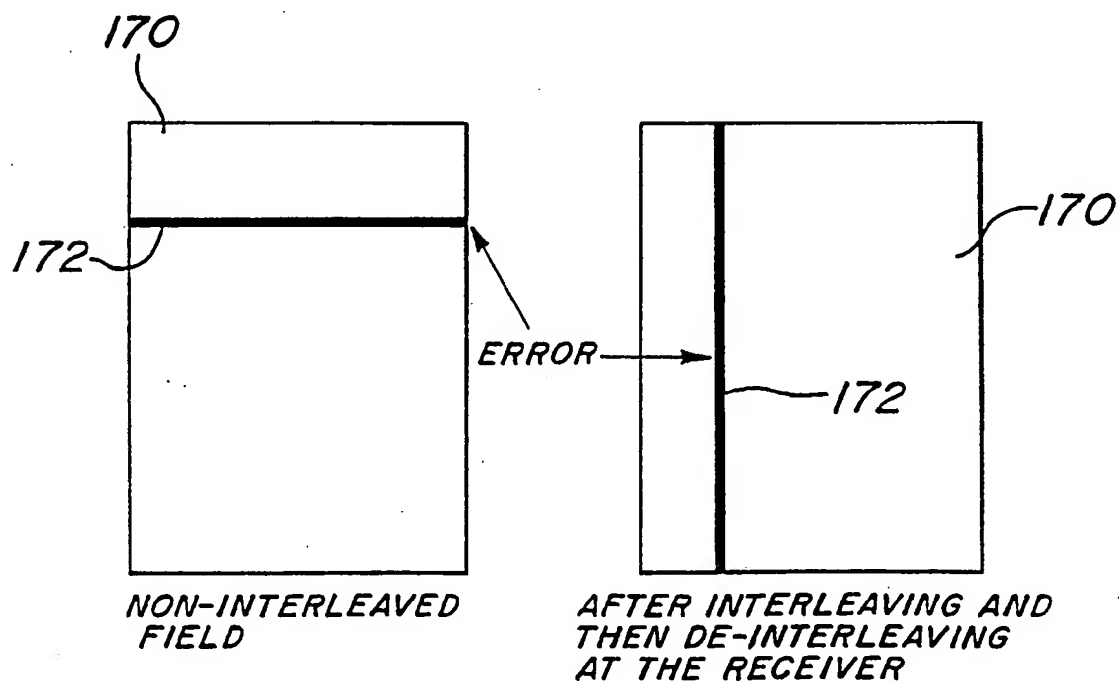 170
172
ERROR
170
172
NON-INTERLEAVED
FIELD
AFTER INTERLEAVING AND
THEN DE-INTERLEAVING
AT THE RECEIVER